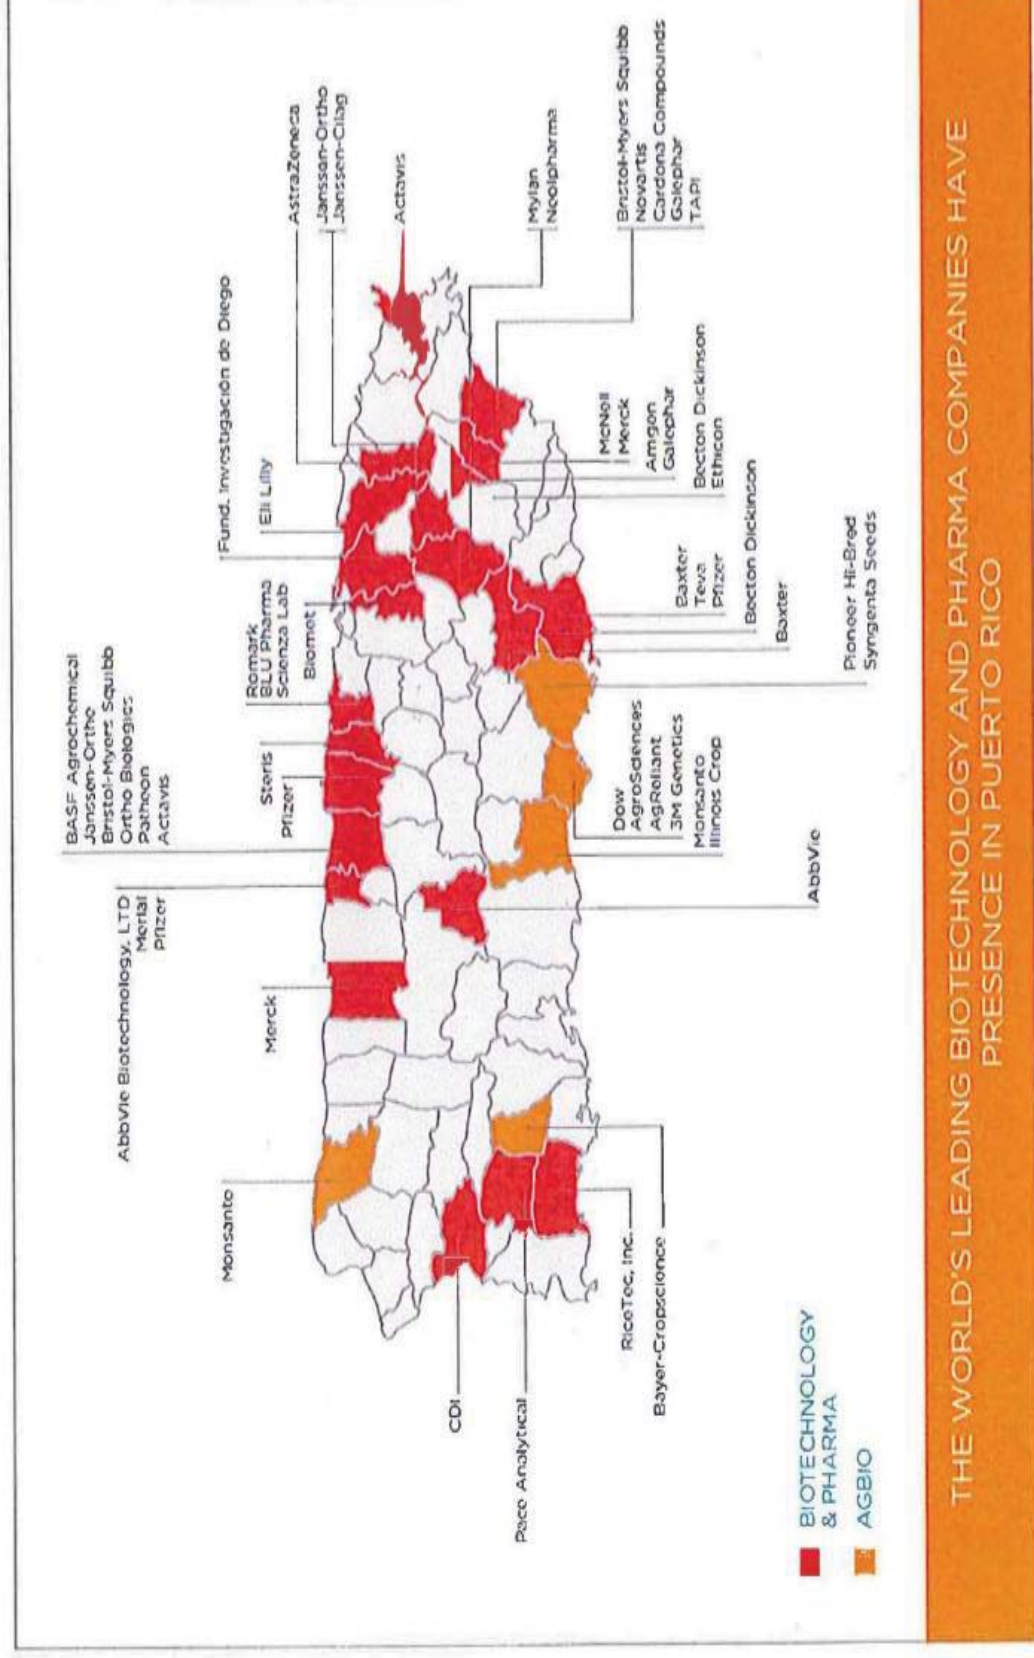 AbbVie Biotechnology, LTD
Merial
Pfizer
BASF Agrochemical
Janssen-Ortho
Bristol-Myers Squibb
Ortho Biologics
Patheon
Actavis
Monsanto
Merck
Steris
Pfizer
Romark
BLU Pharma
Scienza Lab
Biomet
Fund. Investigación de Diego
Eli Lilly
AstraZeneca
Janssen-Ortho
Janssen-Cilag
Actavis
CDI
Pace Analytical
RiceTec, Inc.
Bayer-Cropscience
AbbVie
Dow
AgroSciences
AgReliant
3M Genetics
Monsanto
Illinois Crop
Pioneer Hi-Bred
Syngenta Seeds
Baxter
Becton Dickinson
Baxter
Teva
Pfizer
Becton Dickinson
Ethicon
Amgen
Galephar
McNeil
Merck
Mylan
Neolpharma
Bristol-Myers Squibb
Novartis
Cardona Compounds
Galephar
TAPI
BIOTECHNOLOGY
& PHARMA
AGBIO
THE WORLD'S LEADING BIOTECHNOLOGY AND PHARMA COMPANIES HAVE
PRESENCE IN PUERTO RICO